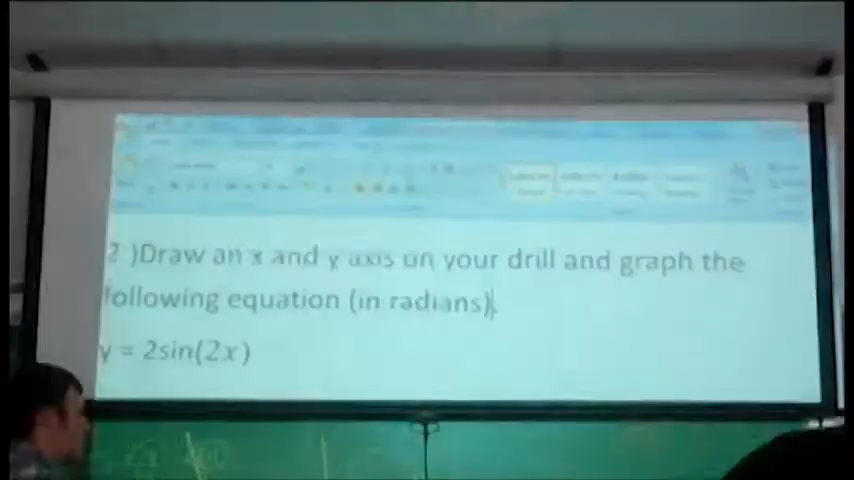 2 )Draw an x and y axis on your drill and graph the
following equation (in radians).
y = 2sin(2x)